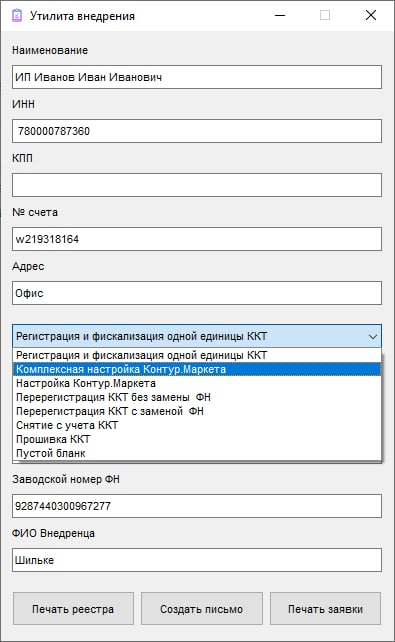 Утилита внедрения
Наименование
ИП Иванов Иван Иванович
ИНН
780000787360
КПП
№ счета
w219318164
Адрес
Офис
Регистрация и фискализация одной единицы ККТ
Регистрация и фискализация одной единицы ККТ
Комплексная настройка Контур.Маркета
Настройка Контур.Маркета
Перерегистрация ККТ без замены  ФН
Перерегистрация ККТ с заменой  ФН
Снятие с учета ККТ
Прошивка ККТ
Пустой бланк
Заводской номер ФН
9287440300967277
ФИО Внедренца
Шильке
Печать реестра
Создать письмо
Печать заявки